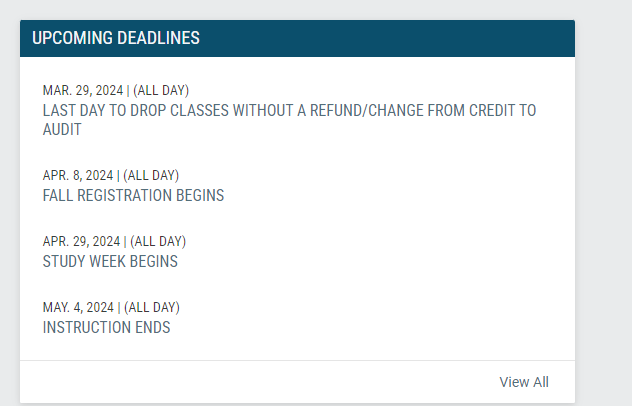 UPCOMING DEADLINES
MAR. 29, 2024 | (ALL DAY)
LAST DAY TO DROP CLASSES WITHOUT A REFUND/CHANGE FROM CREDIT TO
AUDIT
APR. 8, 2024 | (ALL DAY)
FALL REGISTRATION BEGINS
APR. 29, 2024 | (ALL DAY)
STUDY WEEK BEGINS
MAY. 4, 2024 | (ALL DAY)
INSTRUCTION ENDS
View All